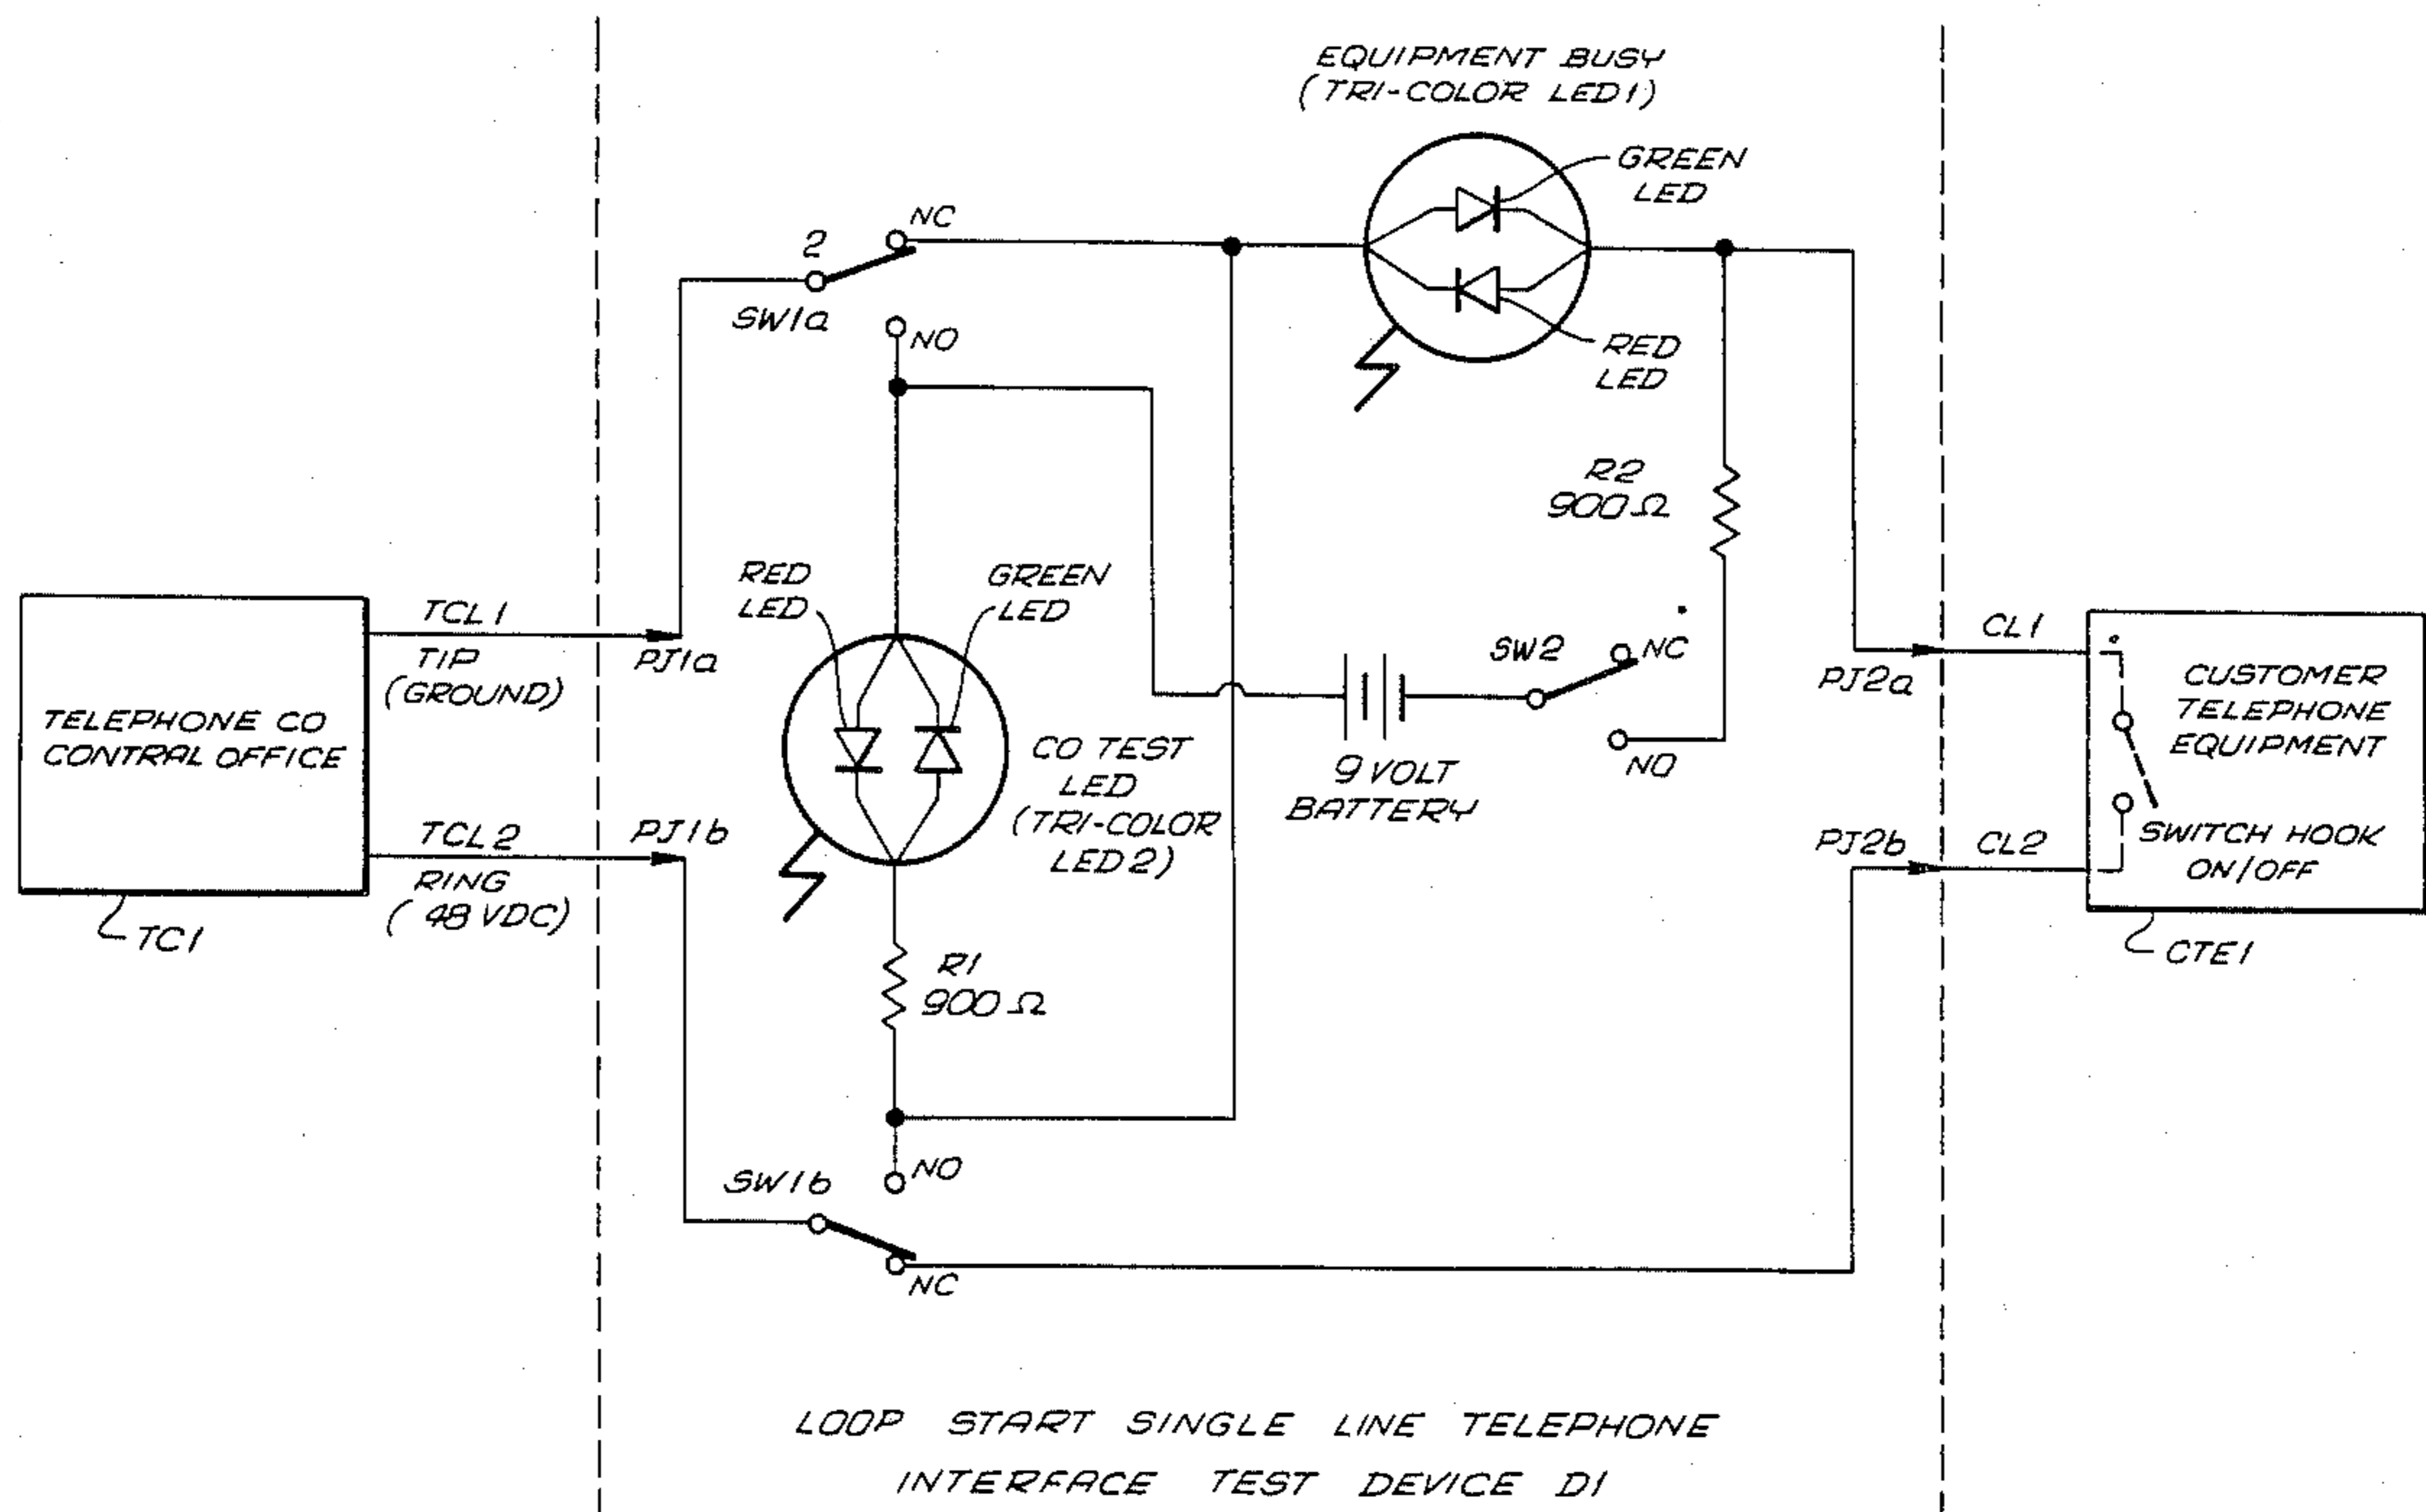 EQUIPMENT BUSY
(TRI-COLOR LED1)
GREEN
LED
RED
LED
2
NC
SW1a
NO
R2
900Ω
RED
LED
GREEN
LED
TCL1
TIP
(GROUND)
PJ1a
TELEPHONE CO
CONTRAL OFFICE
TCL2
RING
( 48 VDC)
PJ1b
TC1
CO TEST
LED
(TRI-COLOR
LED2)
SW2
NC
NO
9 VOLT
BATTERY
PJ2a
CL1
CUSTOMER
TELEPHONE
EQUIPMENT
PJ2b
CL2
SWITCH HOOK
ON/OFF
CTE1
R1
900Ω
SW1b
NO
NC
LOOP START SINGLE LINE TELEPHONE
INTERFACE TEST DEVICE D1